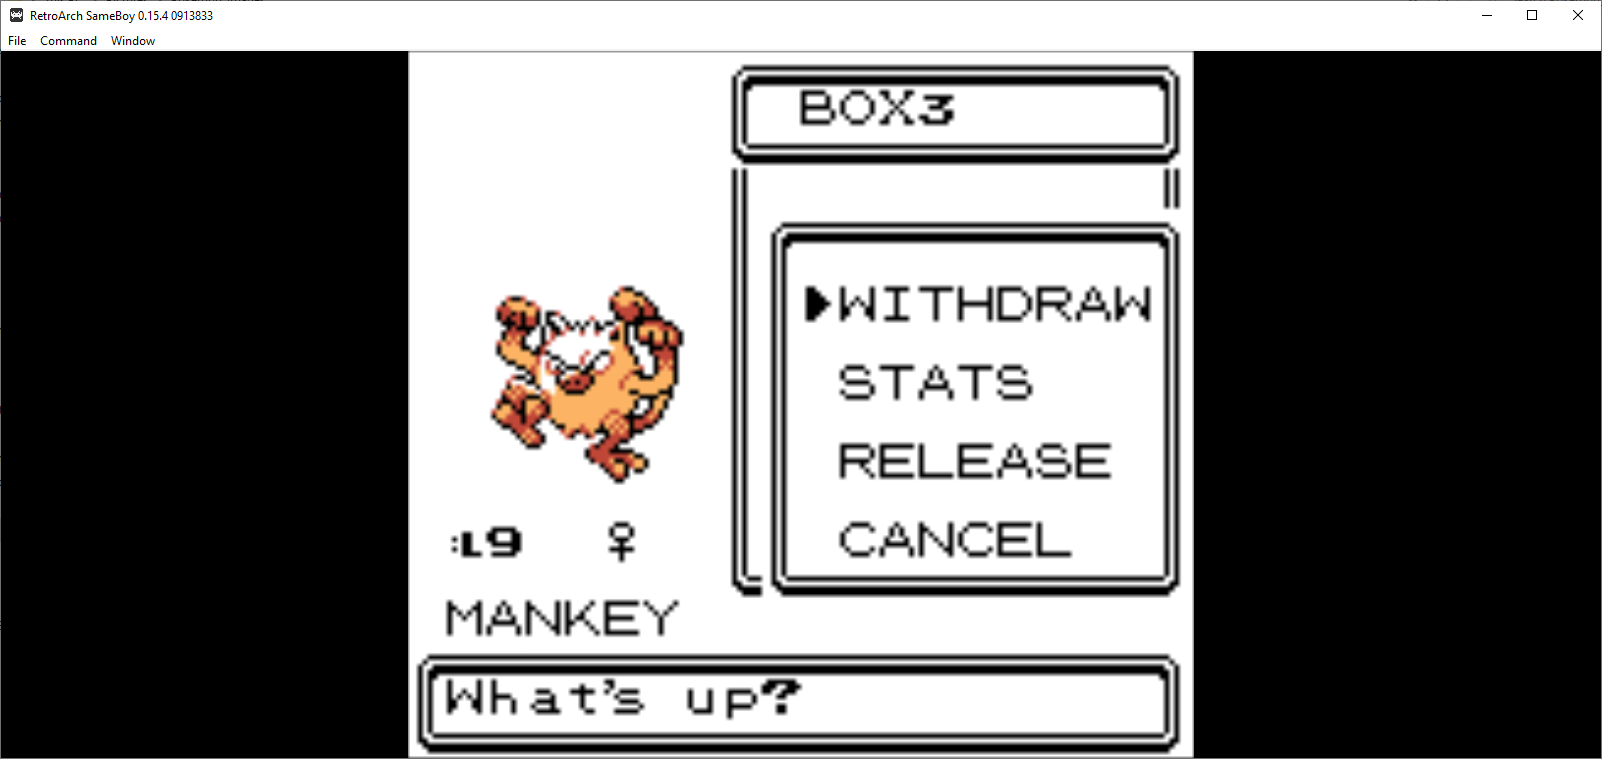 RetroArch SameBoy 0.15.4 0913833
File Command Window
BOX3
WITHDRAW
STATS
RELEASE
CANCEL
:L9 ♀
MANKEY
What's up?